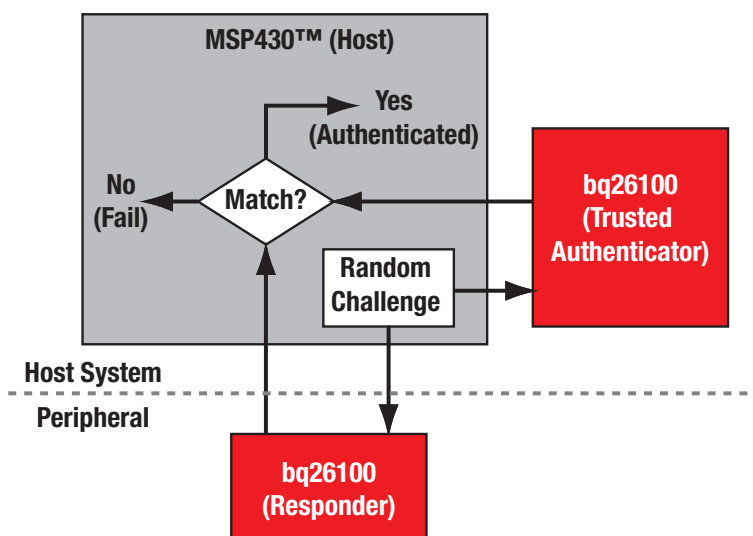 MSP430™ (Host)
Yes
(Authenticated)
No
(Fail)
Match?
bq26100
(Trusted
Authenticator)
Random
Challenge
Host System
Peripheral
bq26100
(Responder)